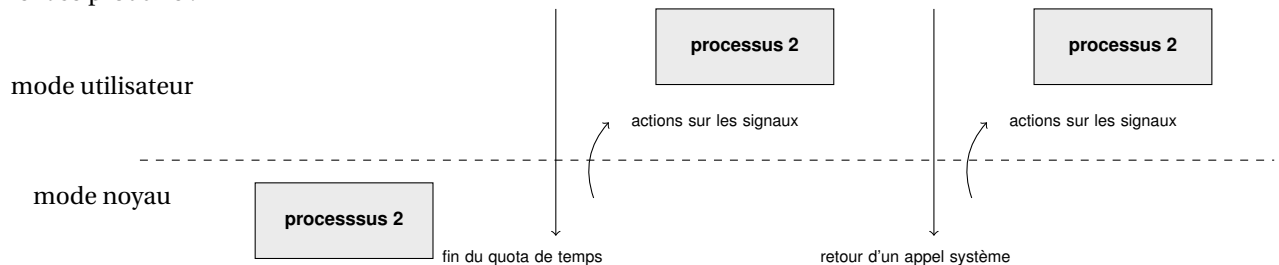 processus 2
processus 2
mode utilisateur
actions sur les signaux
actions sur les signaux
mode noyau
processsus 2
fin du quota de temps
retour d'un appel système